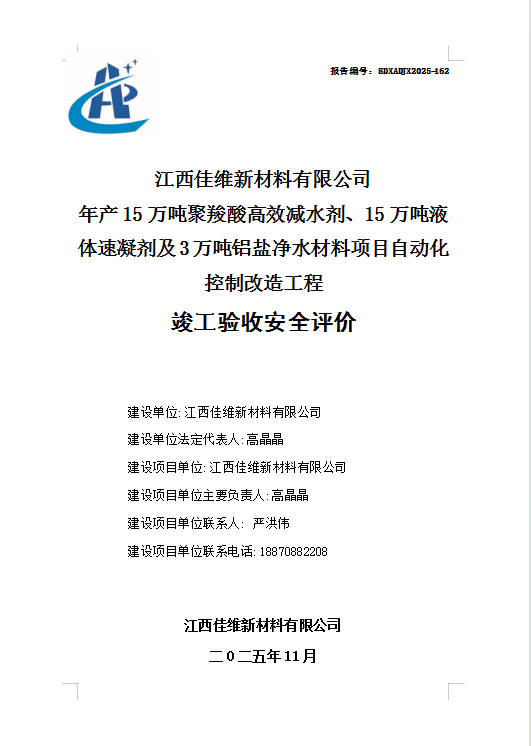 报告编号：SDXADJX2025-162
江西佳维新材料有限公司
年产 15 万吨聚羧酸高效减水剂、15 万吨液
体速凝剂及 3 万吨铝盐净水材料项目自动化
控制改造工程
竣工验收安全评价
建设单位: 江西佳维新材料有限公司
建设单位法定代表人: 高晶晶
建设项目单位: 江西佳维新材料有限公司
建设项目单位主要负责人: 高晶晶
建设项目单位联系人: 严洪伟
建设项目单位联系电话: 18870882208
江西佳维新材料有限公司
二〇二五年 11 月